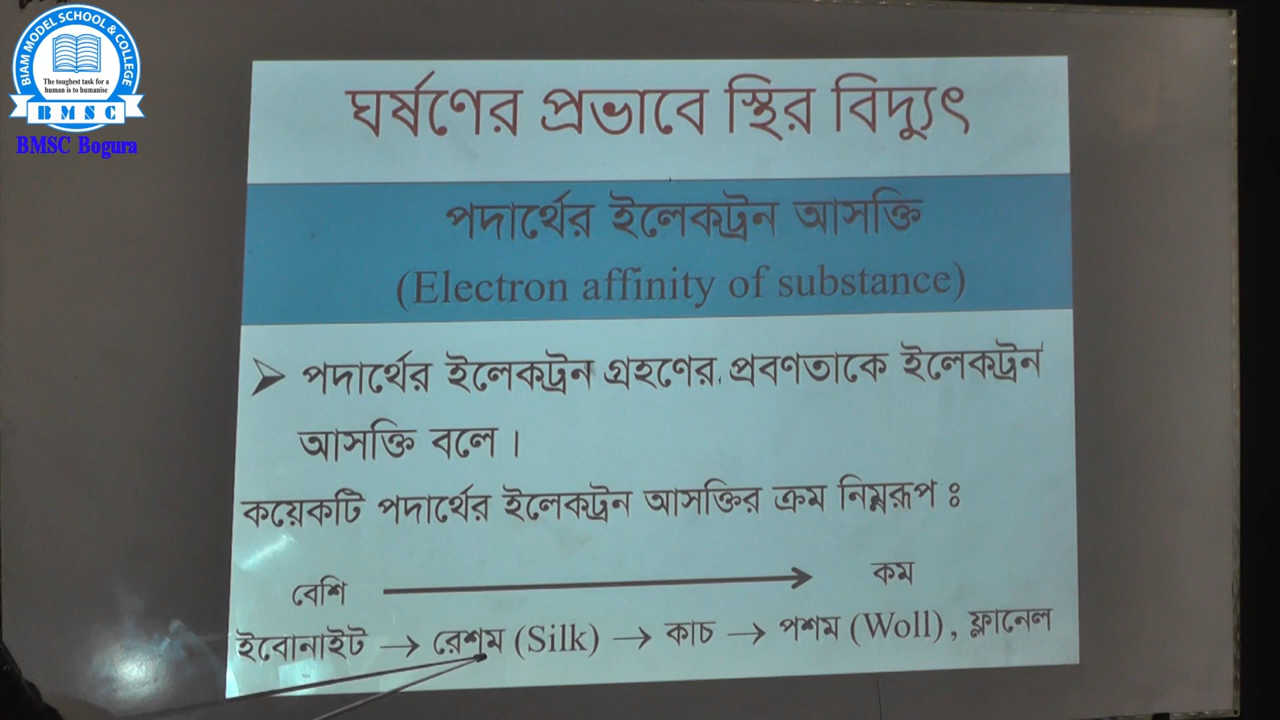 BIAM MODEL SCHOOL & COLLEGE
The toughest task for a
human is to humanise
B M S C
BMSC Bogura
ঘর্ষণের প্রভাবে স্থির বিদ্যুৎ
পদার্থের ইলেকট্রন আসক্তি
(Electron affinity of substance)
➢ পদার্থের ইলেকট্রন গ্রহণের প্রবণতাকে ইলেকট্রন
আসক্তি বলে।
কয়েকটি পদার্থের ইলেকট্রন আসক্তির ক্রম নিম্নরূপ ঃ
বেশি → কম
ইবোনাইট → রেশম (Silk) → কাচ → পশম (Woll), ফ্লানেল